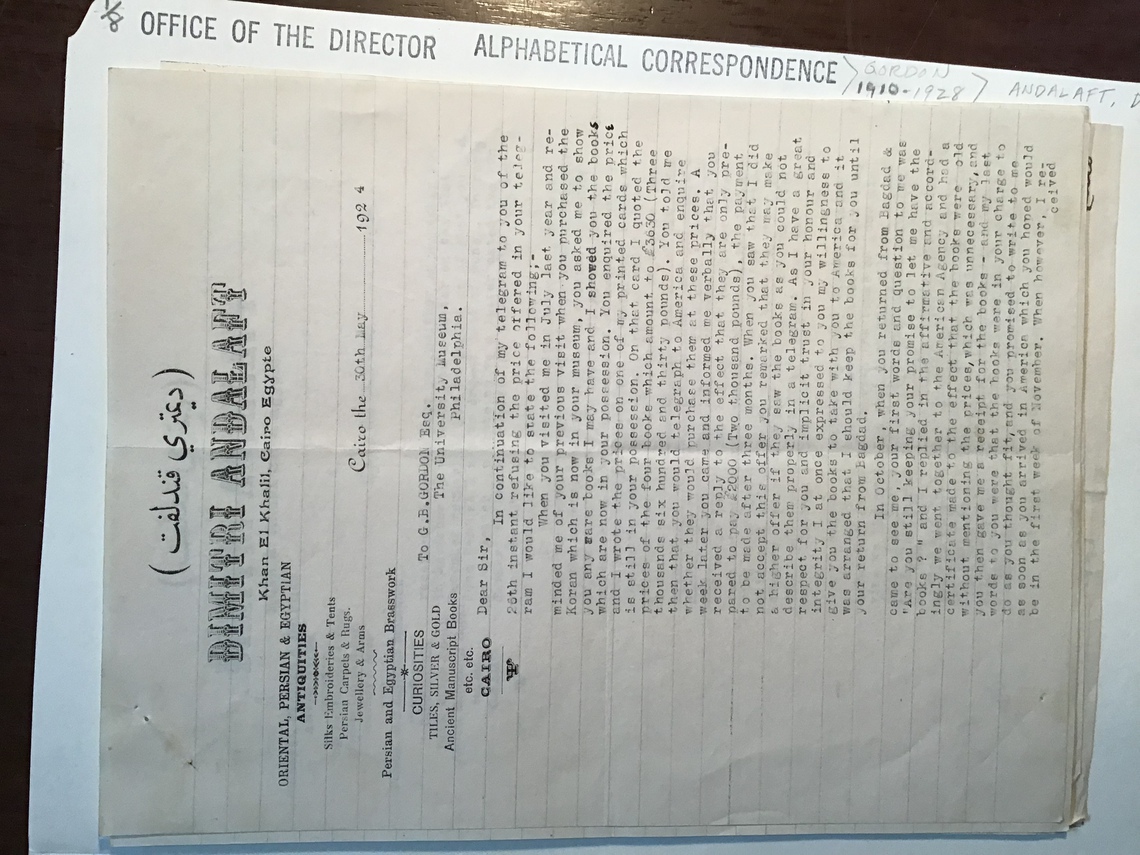 ( ديمتري قندلفت )
DIMITRI ANDALAFT
Khan El Khalil, Cairo Egypte
ORIENTAL, PERSIAN & EGYPTIAN
ANTIQUITIES
Silks Embroideries & Tents
Persian Carpets & Rugs.
Jewellery & Arms
Persian and Egyptian Brasswork
CURIOSITIES
TILES, SILVER & GOLD
Ancient Manuscript Books
etc. etc.
CAIRO
Cairo the 30th May 1924
To G.B.GORDON Esq.
The University Museum,
Philadelphia.
Dear Sir,
In continuation of my telegram to you of the
26th instant refusing the price offered in your teleg-
ram I would like to state the following;-
When you visited me in July last year and re-
minded me of your previous visit when you purchased the
Koran which is now in your museum, you asked me to show
you any rare books I may have and I showed you the books
which are now in your possession. You enquired the price
and I wrote the prices on one of my printed cards which
is still in your possession. On that card I quoted the
prices of the four books which amount to £3630 (Three
thousands six hundred and thirty pounds). You told me
then that you would telegraph to America and enquire
whether they would purchase them at these prices. A
week later you came and informed me verbally that you
received a reply to the effect that they are only pre-
pared to pay £2000 (Two thousand pounds), the payment
to be made after three months. When you saw that I did
not accept this offer you remarked that they may make
a higher offer if they saw the books as you could not
describe them properly in a telegram. As I have a great
respect for you and implicit trust in your honour and
integrity I at once expressed to you my willingness to
give you the books to take with you to America and it
was arranged that I should keep the books for you until
your return from Bagdad.
In October, when you returned from Bagdad &
came to see me, your first words and question to me was
"Are you still keeping your promise to let me have the
books ? " and I replied in the affirmative and accord-
ingly we went together to the American Agency and had a
certificate made to the effect that the books were old
without mentioning the prices, which was unnecessary, and
you then gave me a receipt for the books - and my last
words to you were that the books were in your charge to
do as you thought fit, and you promised to write to me
as soon as you arrived in America which you hoped would
be in the first week of November. When however, I re-
ceived
OFFICE OF THE DIRECTOR ALPHABETICAL CORRESPONDENCE
GORDON
1910-1928 ANDALAFT, D